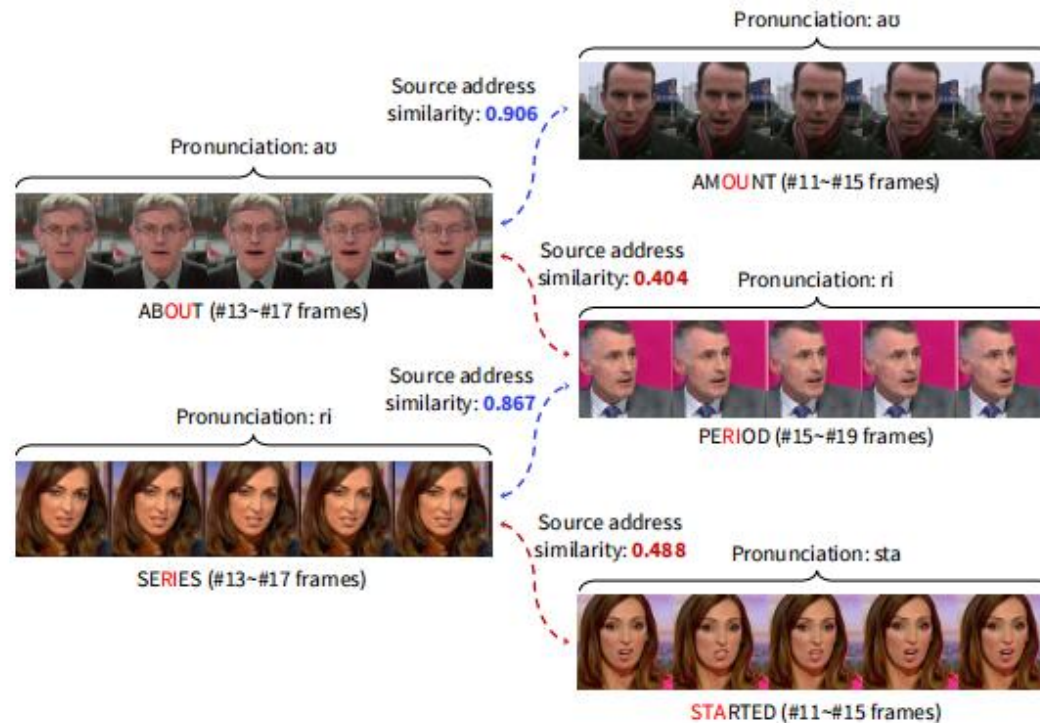 Pronunciation: aʊ
Source address
similarity: 0.906
AMOUNT (#11~#15 frames)
Pronunciation: aʊ
ABOUT (#13~#17 frames)
Source address
similarity: 0.404
Pronunciation: ri
PERIOD (#15~#19 frames)
Source address
similarity: 0.867
Pronunciation: ri
SERIES (#13~#17 frames)
Source address
similarity: 0.488
Pronunciation: sta
STARTED (#11~#15 frames)